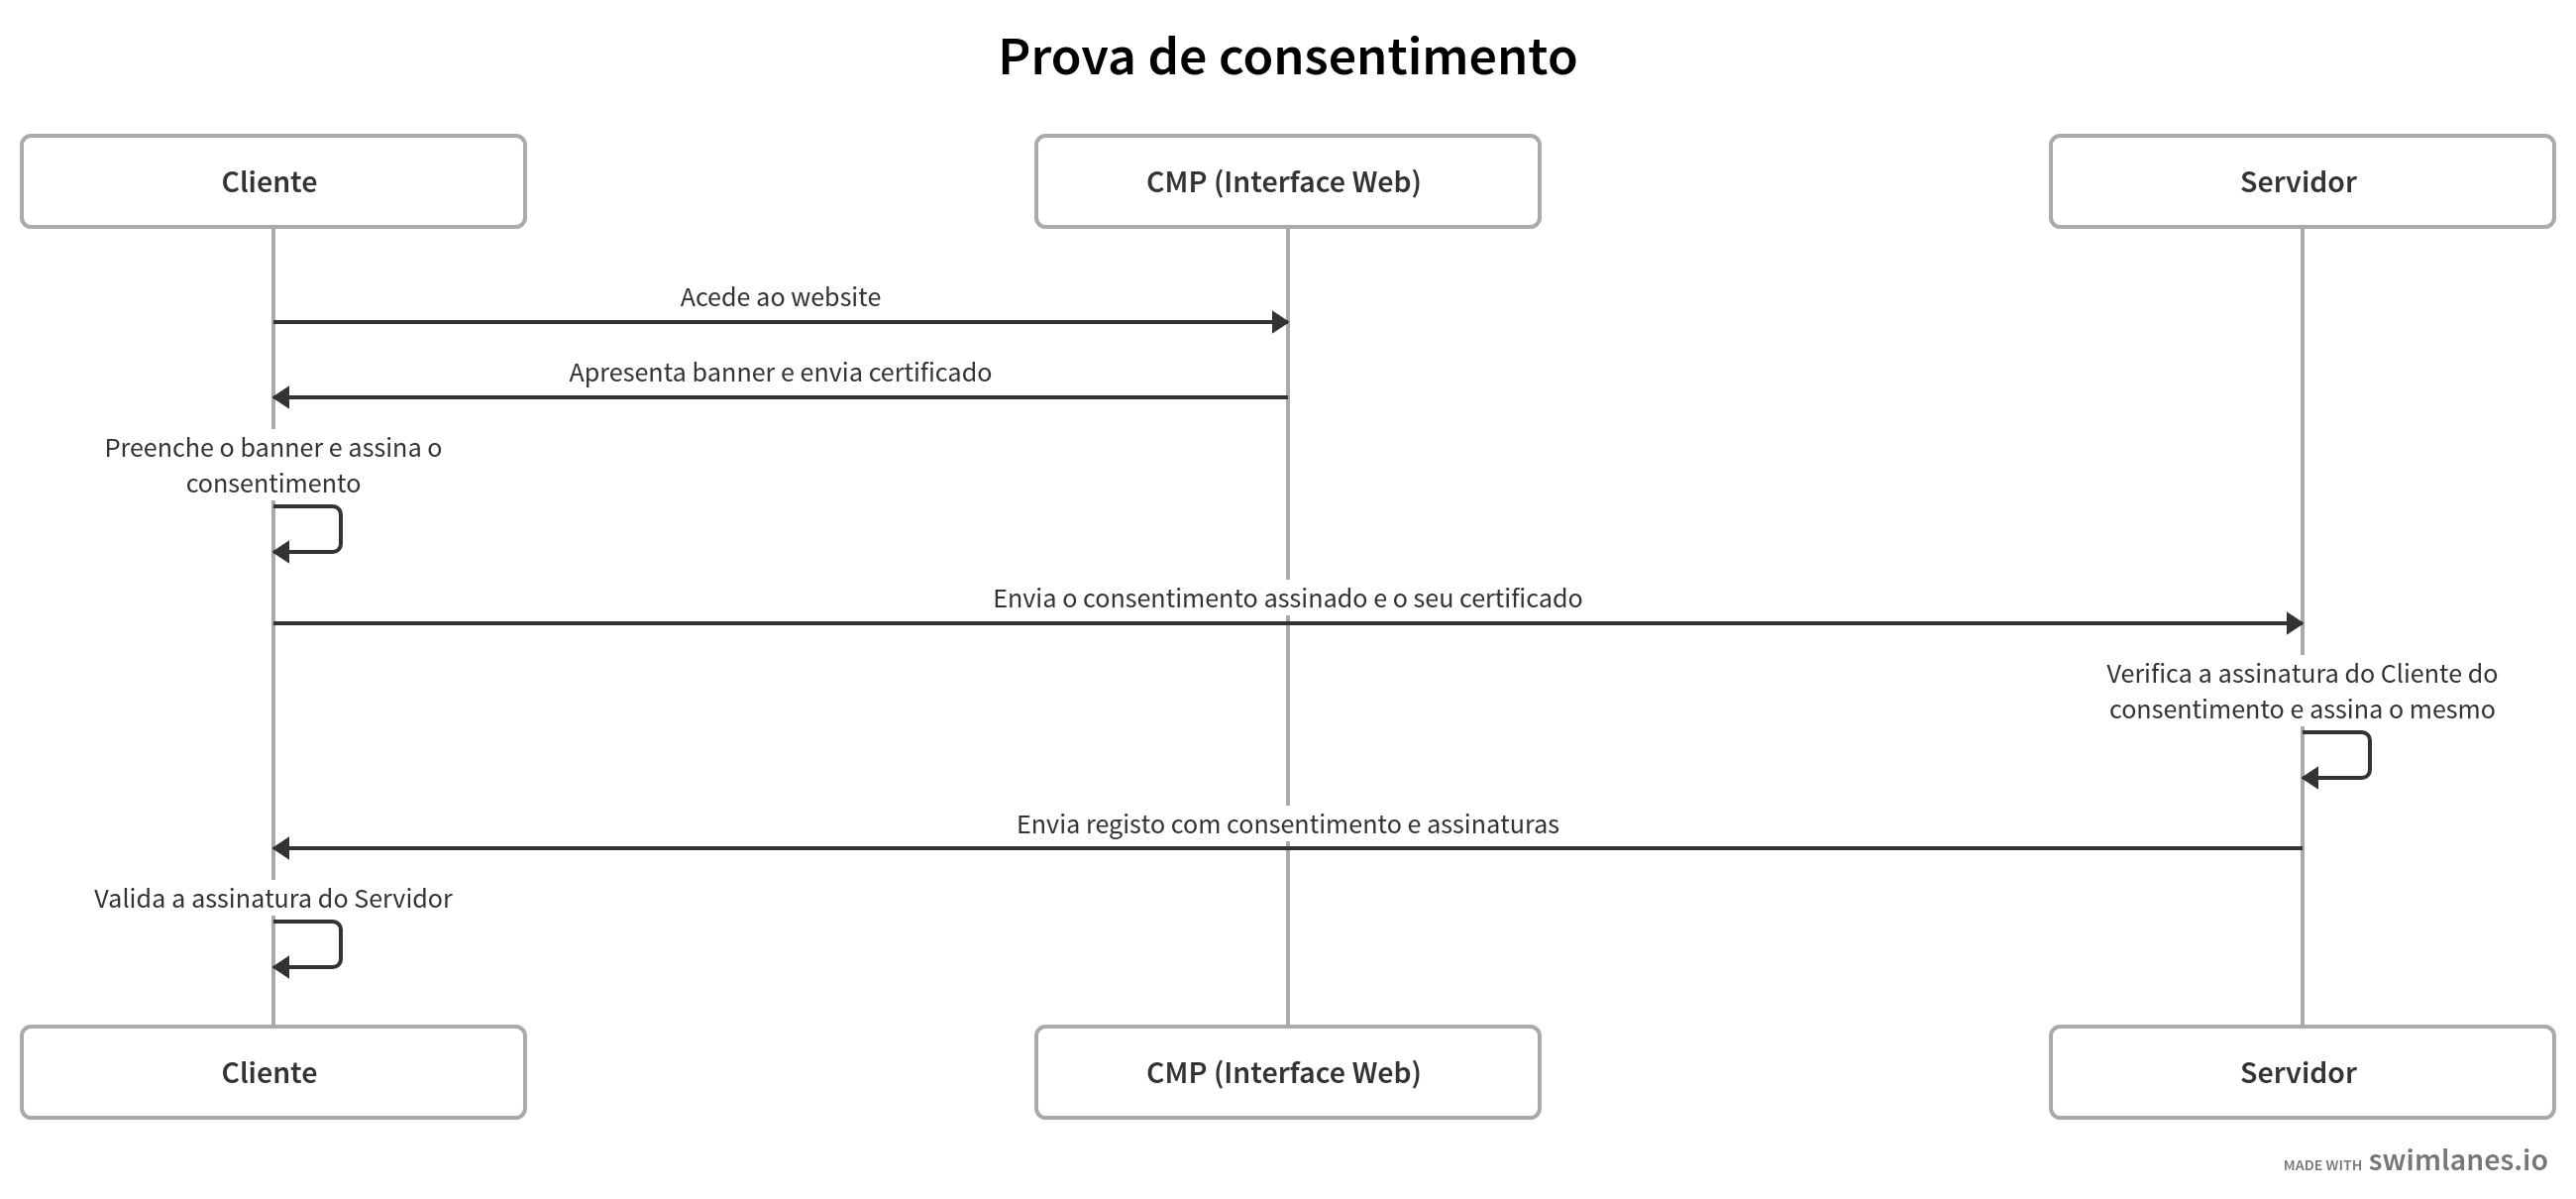 Prova de consentimento
Cliente
CMP (Interface Web)
Servidor
Acede ao website
Apresenta banner e envia certificado
Preenche o banner e assina o
consentimento
Envia o consentimento assinado e o seu certificado
Verifica a assinatura do Cliente do
consentimento e assina o mesmo
Envia registo com consentimento e assinaturas
Valida a assinatura do Servidor
Cliente
CMP (Interface Web)
Servidor
MADE WITH swimlanes.io